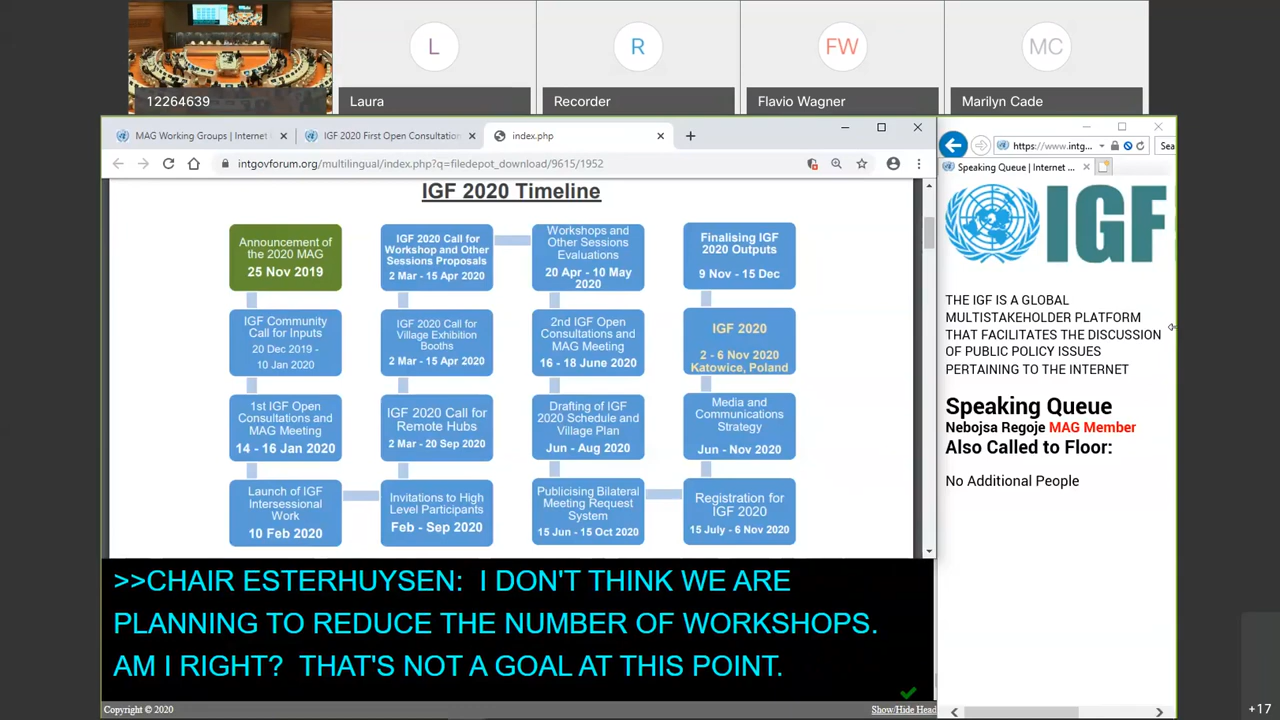 L
R
FW
MC
12264639
Laura
Recorder
Flavio Wagner
Marilyn Cade
MAG Working Groups | Internet
IGF 2020 First Open Consultation
index.php
intgovforum.org/multilingual/index.php?q=filedepot_download/9615/1952
IGF 2020 Timeline
Announcement of
the 2020 MAG
25 Nov 2019
IGF Community
Call for Inputs
20 Dec 2019 -
10 Jan 2020
1st IGF Open
Consultations and
MAG Meeting
14 - 16 Jan 2020
Launch of IGF
Intersessional
Work
10 Feb 2020
IGF 2020 Call for
Workshop and Other
Sessions Proposals
2 Mar - 15 Apr 2020
IGF 2020 Call for
Village Exhibition
Booths
2 Mar - 15 Apr 2020
IGF 2020 Call for
Remote Hubs
2 Mar - 20 Sep 2020
Invitations to High
Level Participants
Feb - Sep 2020
Workshops and
Other Sessions
Evaluations
20 Apr - 10 May
2020
2nd IGF Open
Consultations and
MAG Meeting
16 - 18 June 2020
Drafting of IGF
2020 Schedule and
Village Plan
Jun - Aug 2020
Publicising Bilateral
Meeting Request
System
15 Jun - 15 Oct 2020
Finalising IGF
2020 Outputs
9 Nov - 15 Dec
IGF 2020
2 - 6 Nov 2020
Katowice, Poland
Media and
Communications
Strategy
Jun - Nov 2020
Registration for
IGF 2020
15 July - 6 Nov 2020
https://www.intg...
Sea
Speaking Queue | Internet ...
IGF
THE IGF IS A GLOBAL
MULTISTAKEHOLDER PLATFORM
THAT FACILITATES THE DISCUSSION
OF PUBLIC POLICY ISSUES
PERTAINING TO THE INTERNET
Speaking Queue
Nebojsa Regoje MAG Member
Also Called to Floor:
No Additional People
>>CHAIR ESTERHUYSEN: I DON'T THINK WE ARE
PLANNING TO REDUCE THE NUMBER OF WORKSHOPS.
AM I RIGHT? THAT'S NOT A GOAL AT THIS POINT.
Copyright © 2020
Show/Hide Head
+17